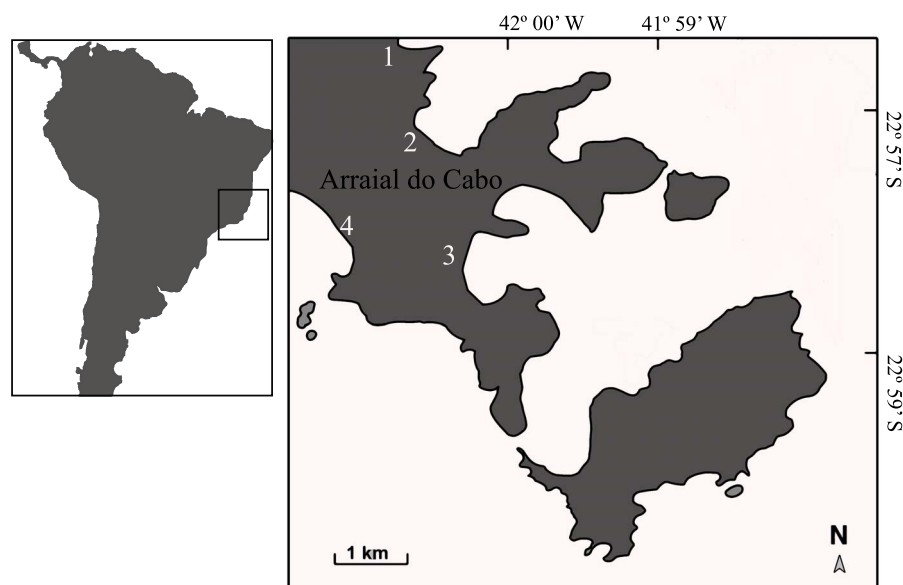 42º 00' W 41º 59' W
1
22º 57' S
2
Arraial do Cabo
4
3
22º 59' S
N
1 km